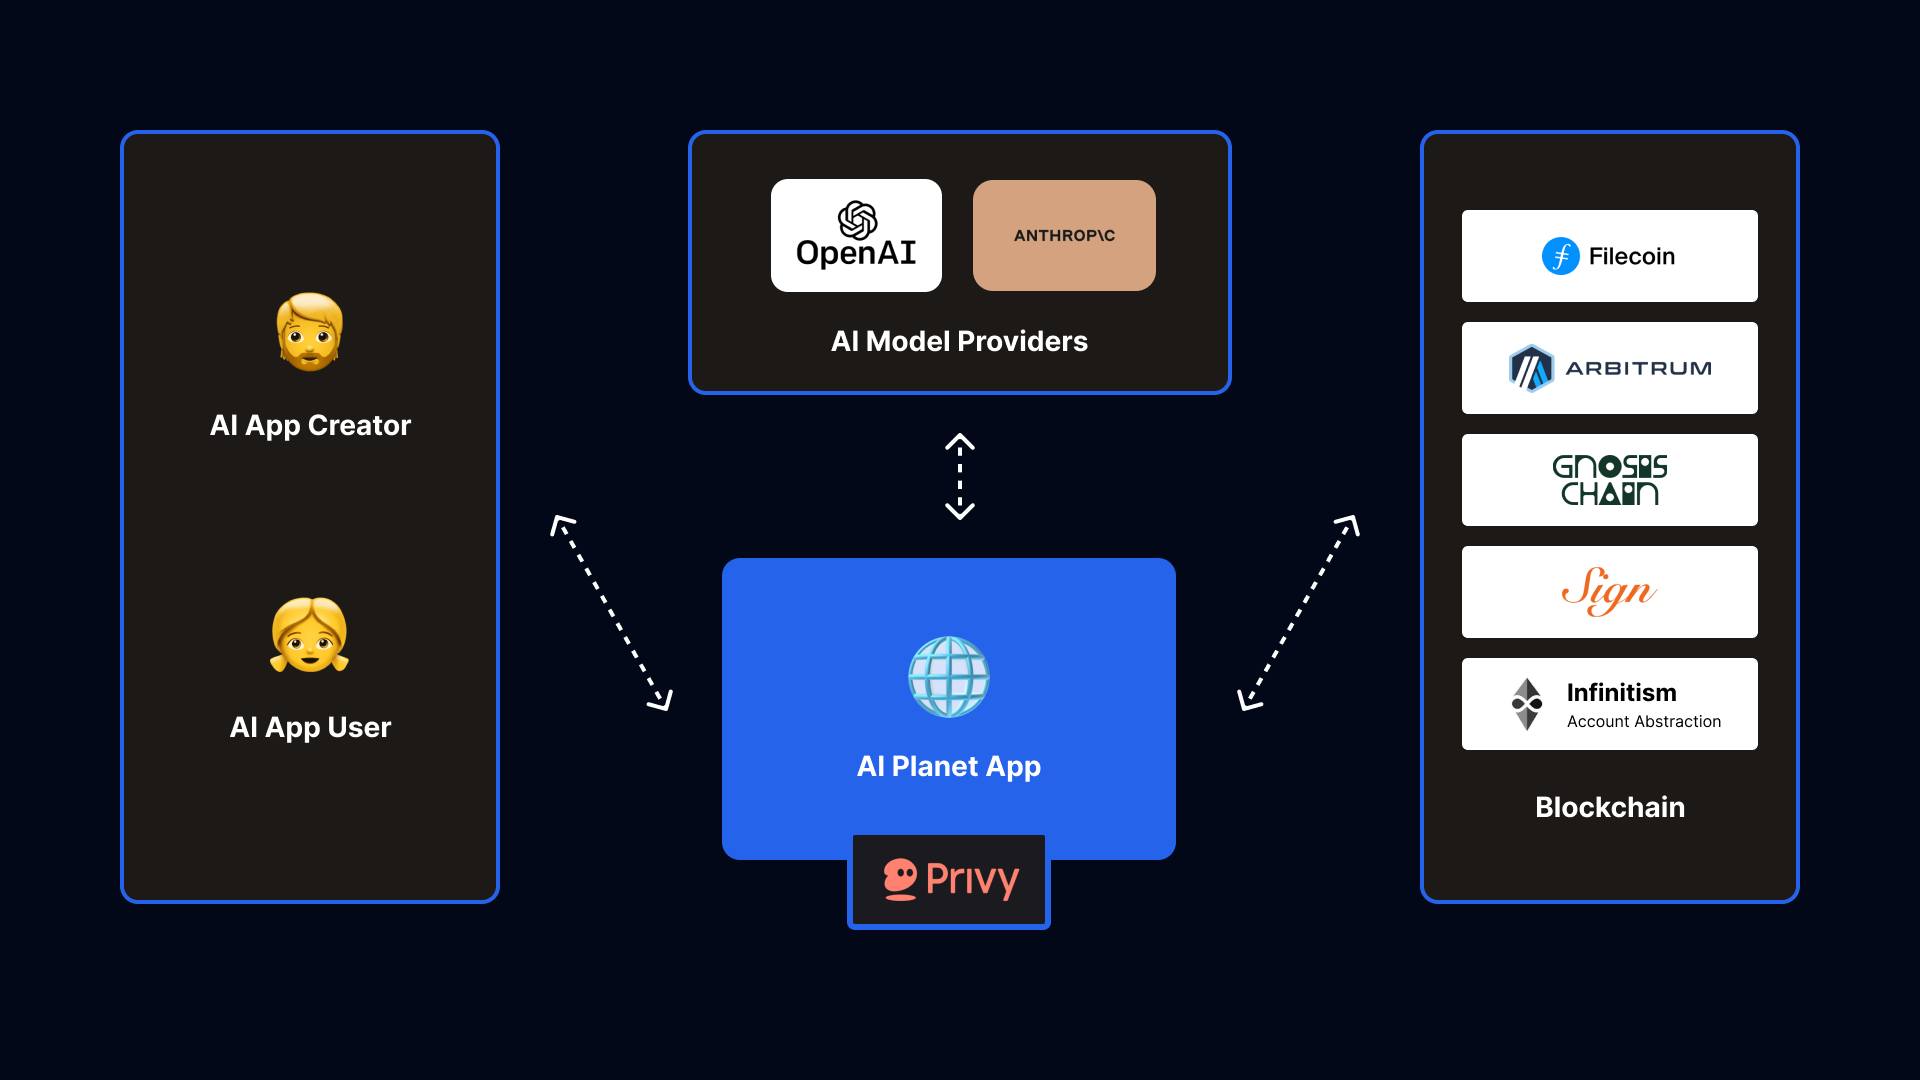 AI App Creator
AI App User
OpenAI
ANTHROP\C
AI Model Providers
AI Planet App
Privy
Filecoin
ARBITRUM
GNOSIS
CHAIN
Sign
Infinitism
Account Abstraction
Blockchain